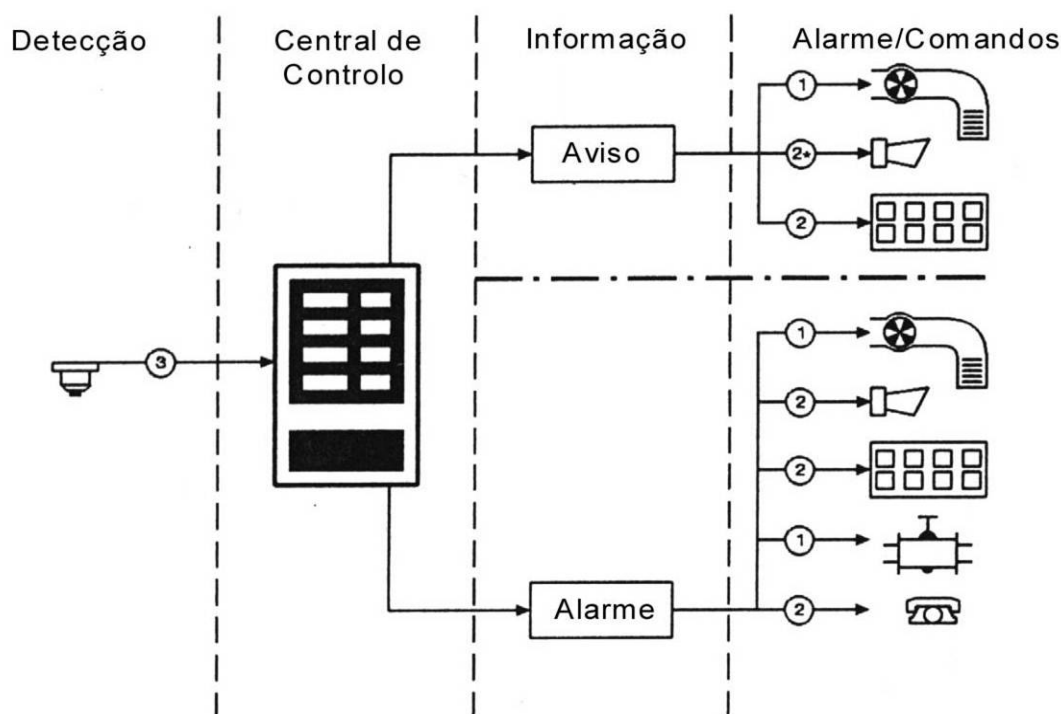 Detecção
Central de
Controlo
Informação
Alarme/Comandos
1
Aviso
2*
2
1
3
2
2
1
Alarme
2